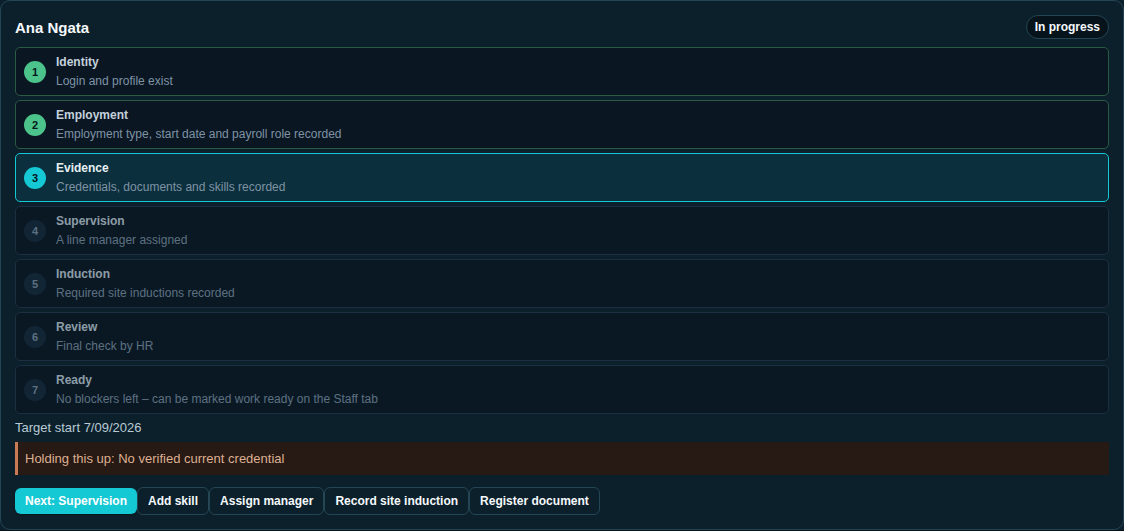 Ana Ngata
In progress
1
Identity
Login and profile exist
2
Employment
Employment type, start date and payroll role recorded
3
Evidence
Credentials, documents and skills recorded
4
Supervision
A line manager assigned
5
Induction
Required site inductions recorded
6
Review
Final check by HR
7
Ready
No blockers left – can be marked work ready on the Staff tab
Target start 7/09/2026
Holding this up: No verified current credential
Next: Supervision
Add skill
Assign manager
Record site induction
Register document